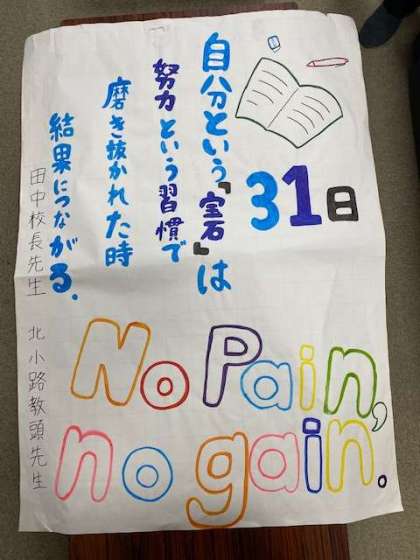 自分という『宝石』は
努力という習慣で
磨き抜かれた時
結果につながる.
31日
田中校長先生 北小路教頭先生
No Pain,
no gain.